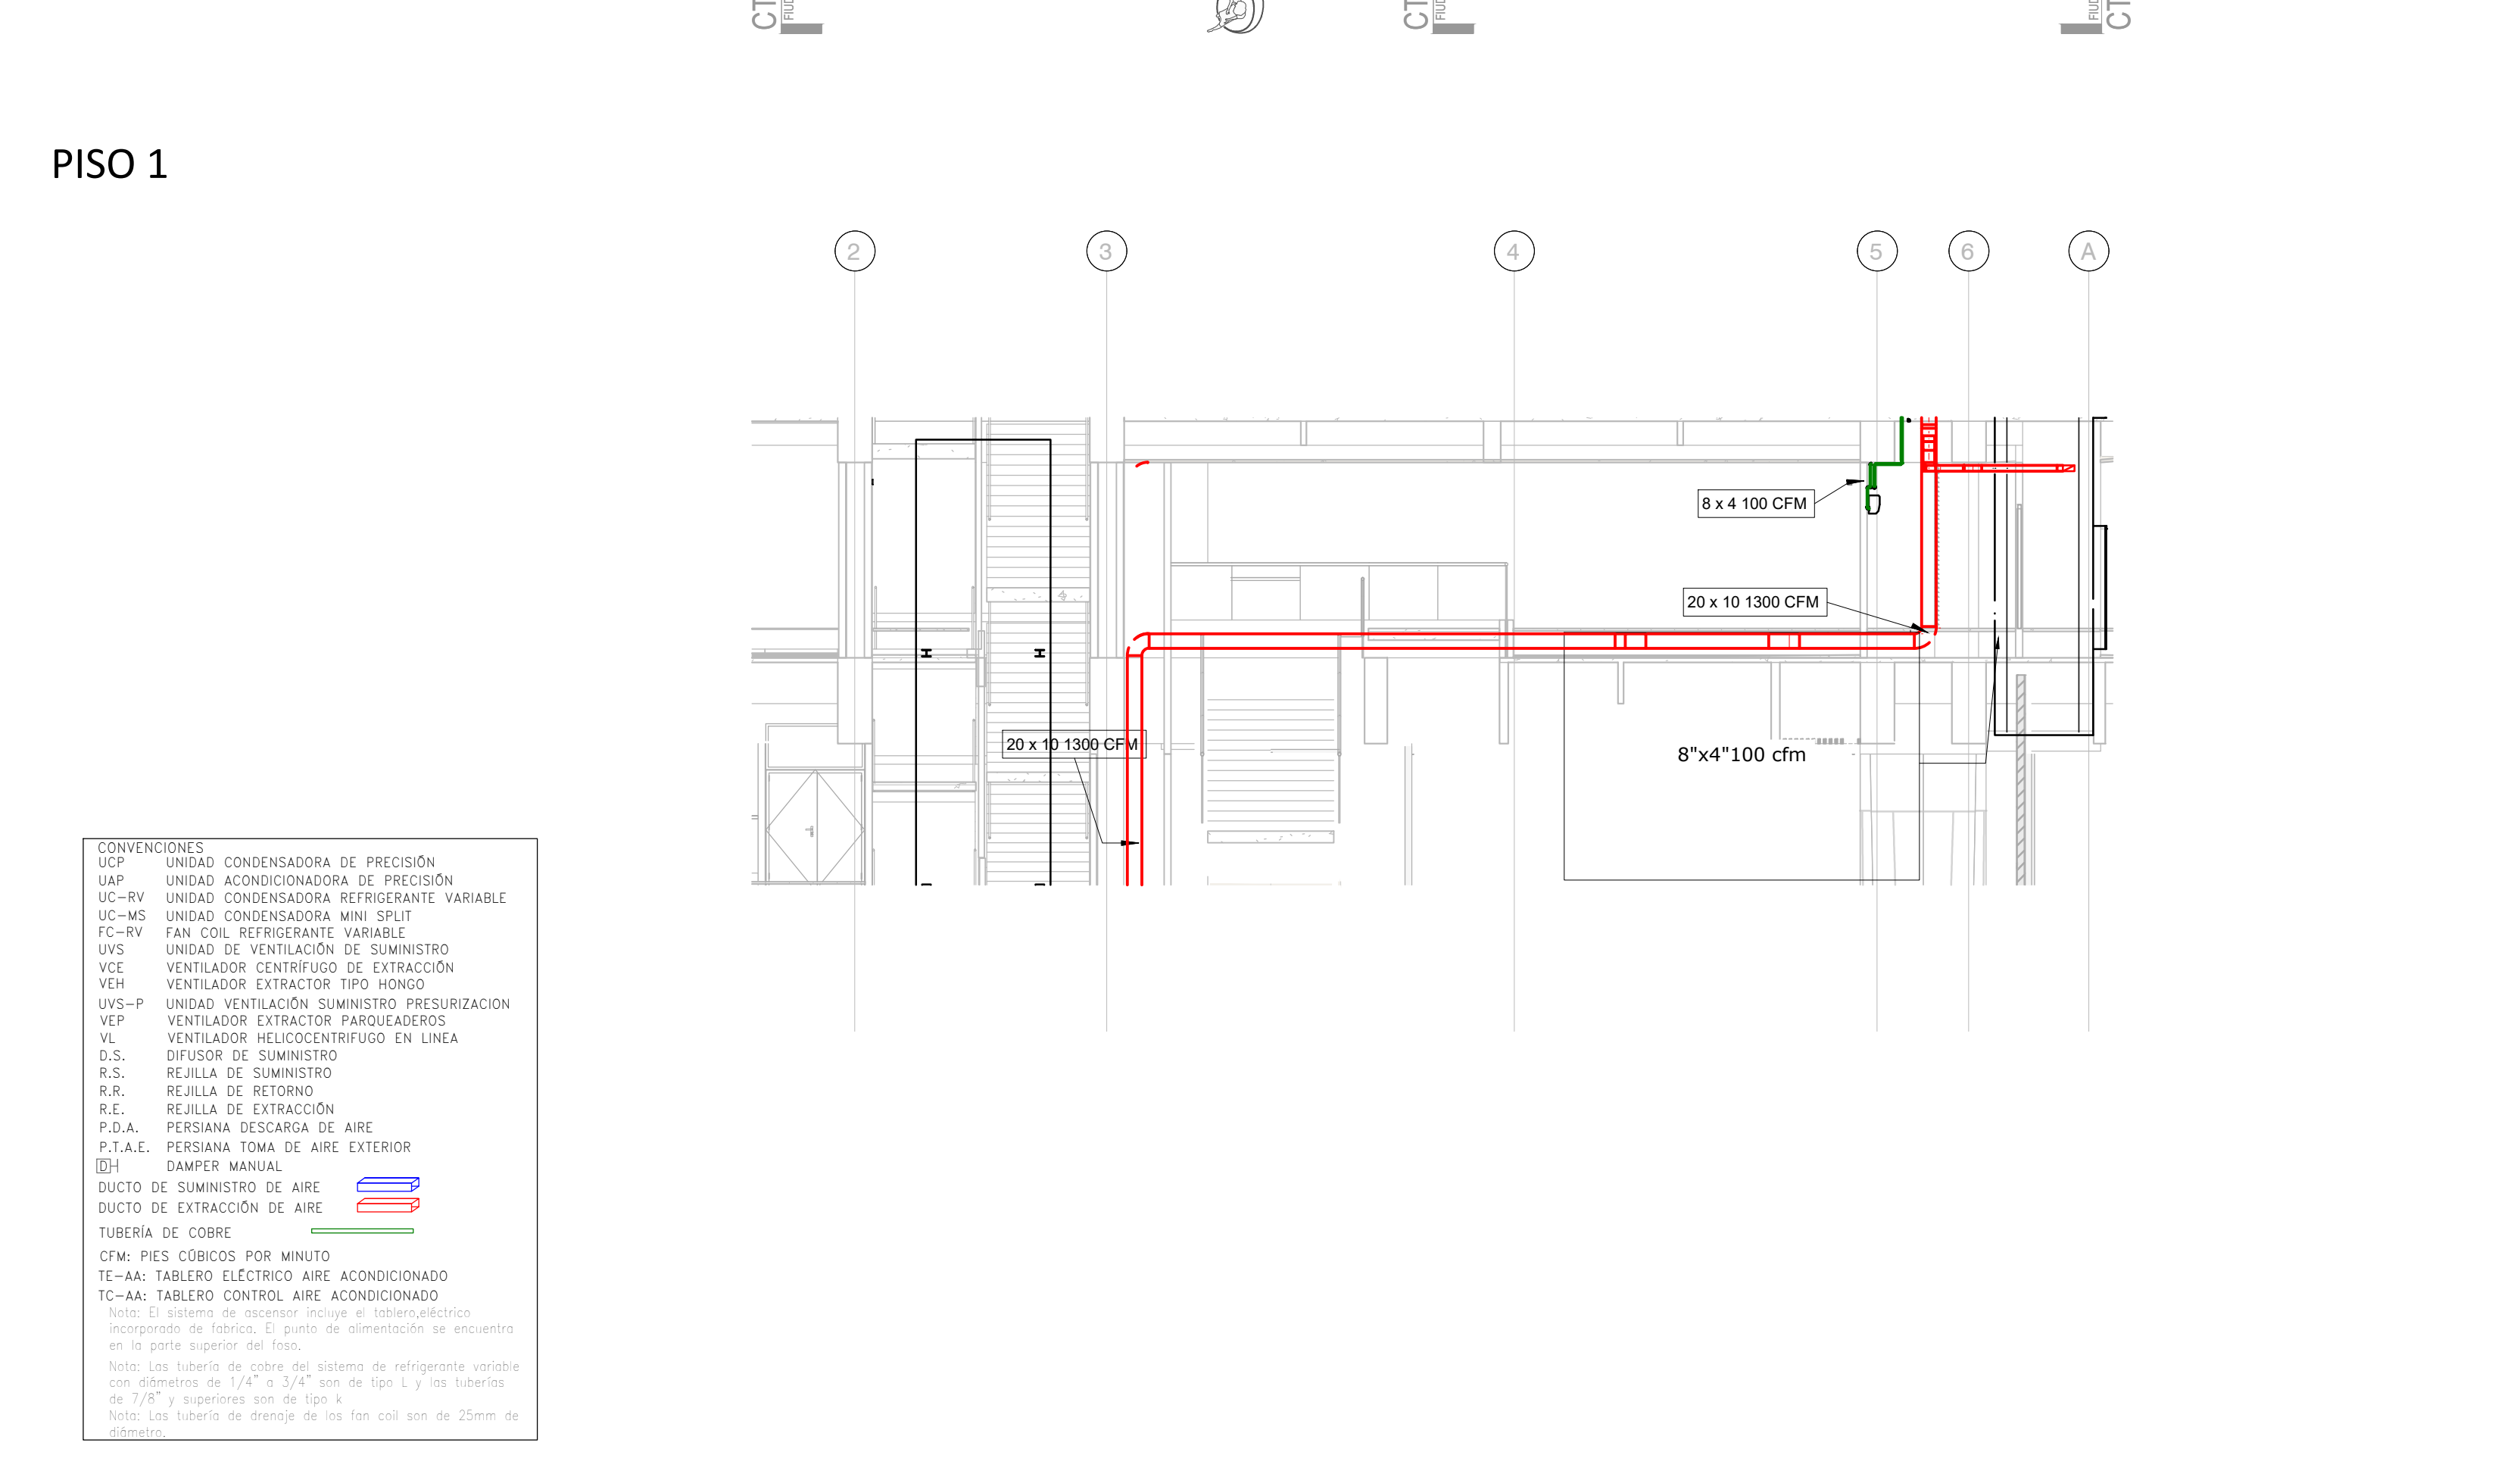 CT
FIUD
CT
FIUD
FIUD
CT
PISO 1
2
3
4
5
6
A
8 x 4 100 CFM
20 x 10 1300 CFM
20 x 10 1300 CFM
8"x4"100 cfm
CONVENCIONES
UCP UNIDAD CONDENSADORA DE PRECISIÓN
UAP UNIDAD ACONDICIONADORA DE PRECISIÓN
UC-RV UNIDAD CONDENSADORA REFRIGERANTE VARIABLE
UC-MS UNIDAD CONDENSADORA MINI SPLIT
FC-RV FAN COIL REFRIGERANTE VARIABLE
UVS UNIDAD DE VENTILACIÓN DE SUMINISTRO
VCE VENTILADOR CENTRÍFUGO DE EXTRACCIÓN
VEH VENTILADOR EXTRACTOR TIPO HONGO
UVS-P UNIDAD VENTILACIÓN SUMINISTRO PRESURIZACION
VEP VENTILADOR EXTRACTOR PARQUEADEROS
VL VENTILADOR HELICOCENTRIFUGO EN LINEA
D.S. DIFUSOR DE SUMINISTRO
R.S. REJILLA DE SUMINISTRO
R.R. REJILLA DE RETORNO
R.E. REJILLA DE EXTRACCIÓN
P.D.A. PERSIANA DESCARGA DE AIRE
P.T.A.E. PERSIANA TOMA DE AIRE EXTERIOR
D DAMPER MANUAL
DUCTO DE SUMINISTRO DE AIRE
DUCTO DE EXTRACCIÓN DE AIRE
TUBERÍA DE COBRE
CFM: PIES CÚBICOS POR MINUTO
TE-AA: TABLERO ELÉCTRICO AIRE ACONDICIONADO
TC-AA: TABLERO CONTROL AIRE ACONDICIONADO
Nota: El sistema de ascensor incluye el tablero,eléctrico
incorporado de fabrica. El punto de alimentación se encuentra
en la parte superior del foso.
Nota: Las tubería de cobre del sistema de refrigerante variable
con diámetros de 1/4" a 3/4" son de tipo L y las tuberías
de 7/8" y superiores son de tipo k
Nota: Las tubería de drenaje de los fan coil son de 25mm de
diámetro.